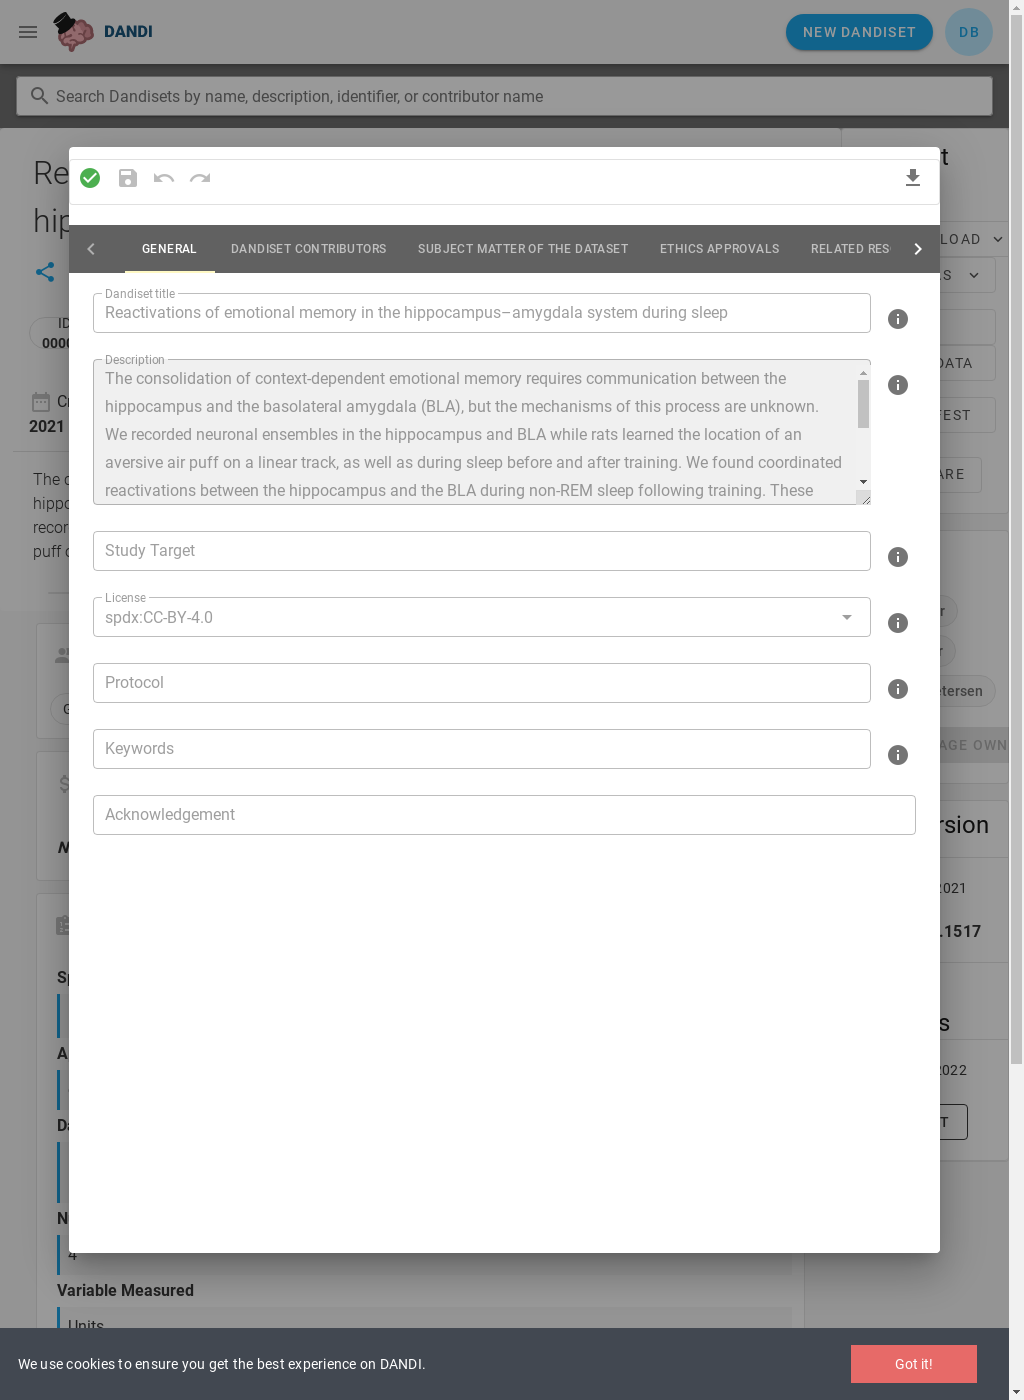 DANDI
NEW DANDISET
DB
Search Dandisets by name, description, identifier, or contributor name
GENERAL
DANDISET CONTRIBUTORS
SUBJECT MATTER OF THE DATASET
ETHICS APPROVALS
RELATED RES
Dandiset title
Reactivations of emotional memory in the hippocampus–amygdala system during sleep
Description
The consolidation of context-dependent emotional memory requires communication between the
hippocampus and the basolateral amygdala (BLA), but the mechanisms of this process are unknown.
We recorded neuronal ensembles in the hippocampus and BLA while rats learned the location of an
aversive air puff on a linear track, as well as during sleep before and after training. We found coordinated
reactivations between the hippocampus and the BLA during non-REM sleep following training. These
Study Target
License
spdx:CC-BY-4.0
Protocol
Keywords
Acknowledgement
Re
hip
ID
0000
2021
The c
hippo
recor
puff c
LOAD
S
DATA
EST
ARE
r
r
etersen
AGE OWN
rsion
2021
.1517
s
2022
T
G
N
Sp
A
Da
N
4
Variable Measured
Units
We use cookies to ensure you get the best experience on DANDI.
Got it!